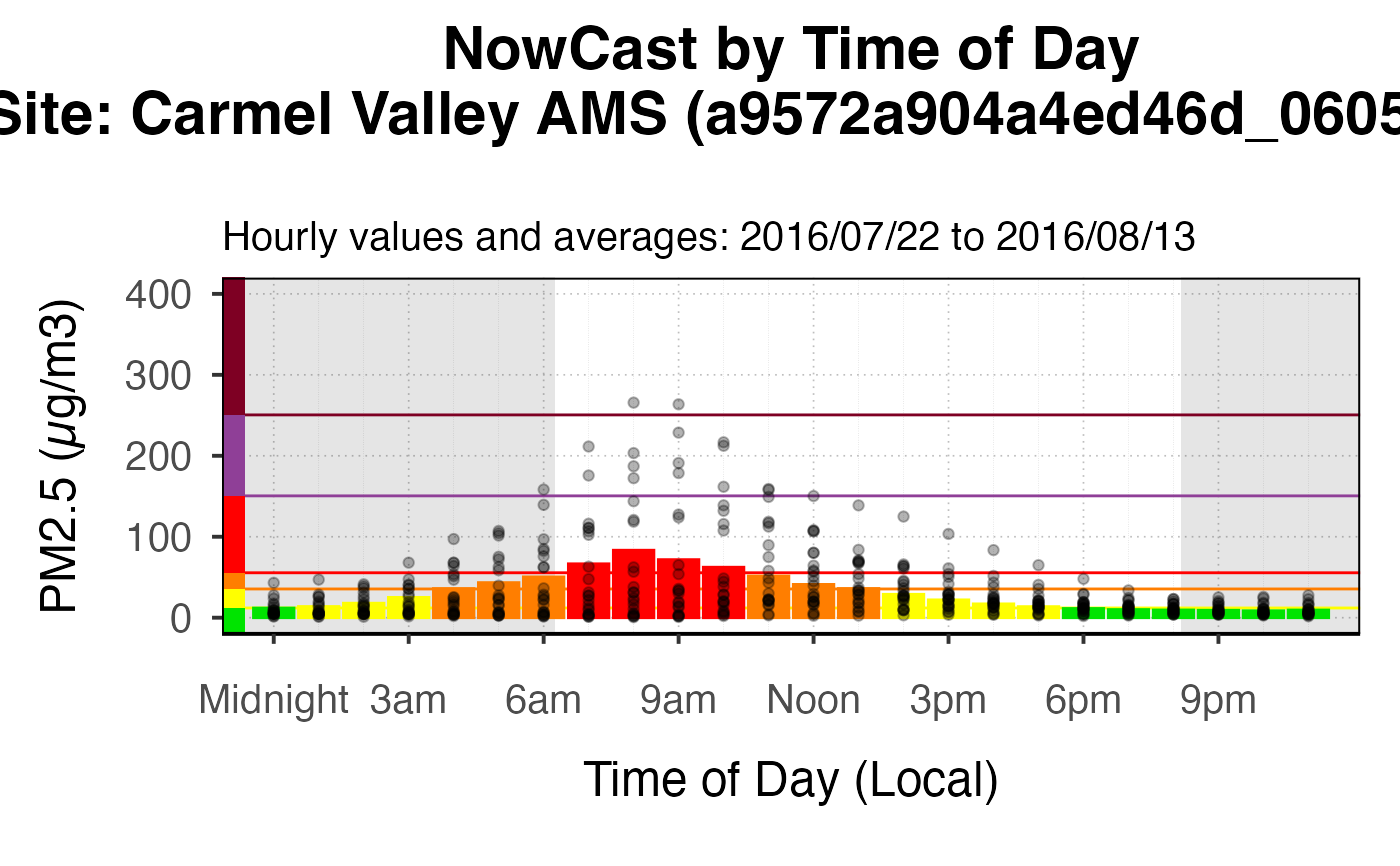 NowCast by Time of Day
Site: Carmel Valley AMS (a9572a904a4ed46d_0605
Hourly values and averages: 2016/07/22 to 2016/08/13
PM2.5 (µg/m3)
400
300
200
100
0
Midnight 3am 6am 9am Noon 3pm 6pm 9pm
Time of Day (Local)